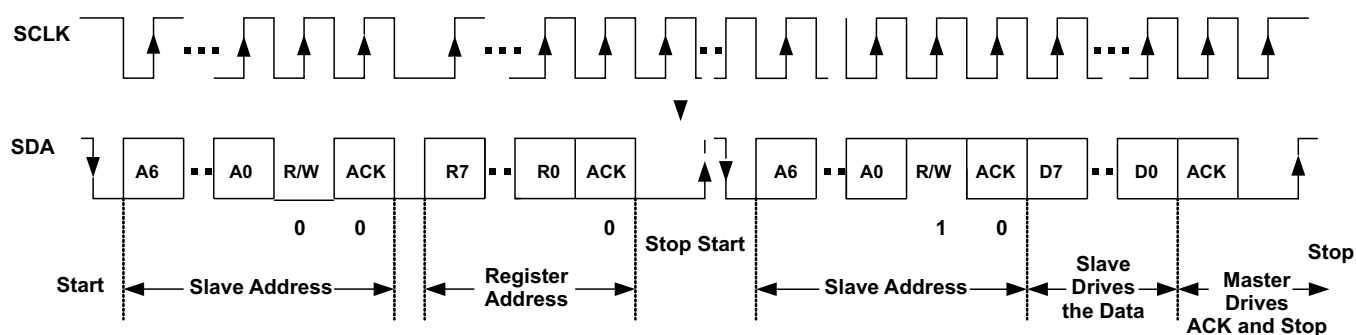 SCLK
SDA
A6 A0 R/W ACK R7 R0 ACK A6 A0 R/W ACK D7 D0 ACK
0 0 0 1 0
Stop Start
Start
Slave Address
Register
Address
Slave Address
Slave
Drives
the Data
Master
Drives
ACK and Stop
Stop